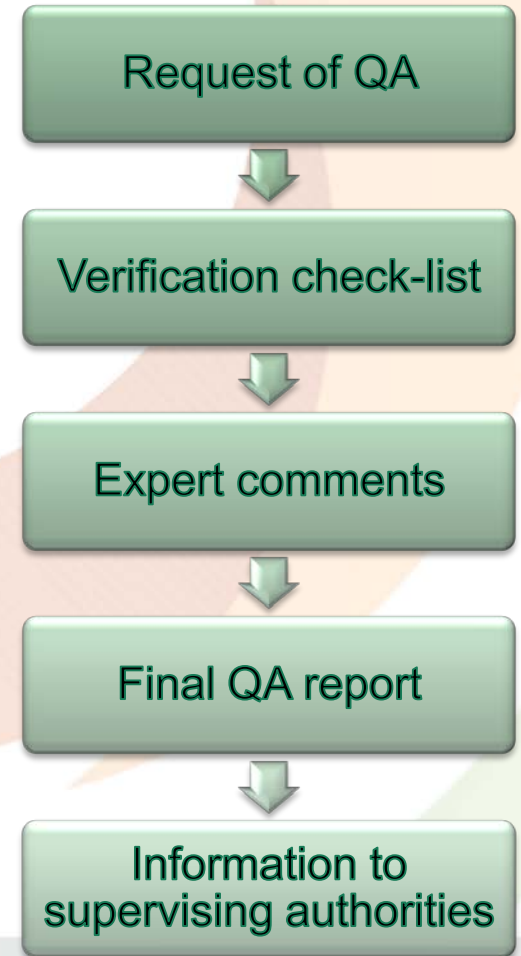 Request of QA
Verification check-list
Expert comments
Final QA report
Information to
supervising authorities